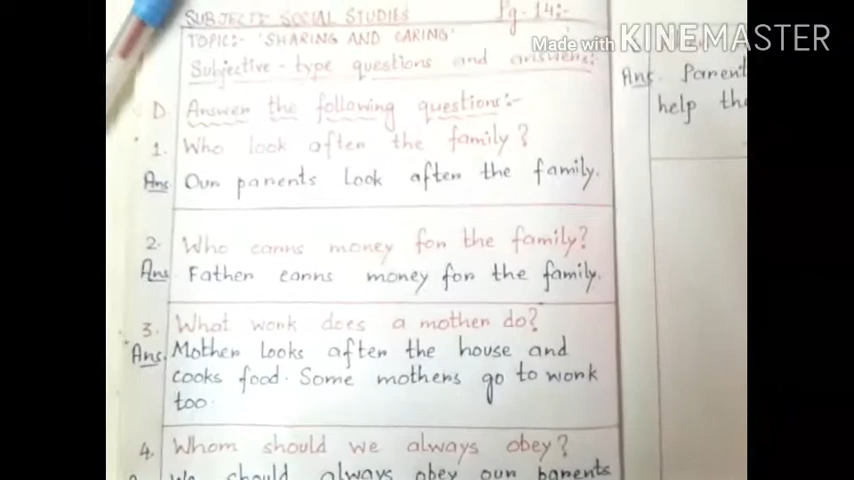 SUBJECT:- SOCIAL STUDIES Pg-14:-
TOPIC:- 'SHARING AND CARING'
Subjective-type questions and answers:
D. Answer the following questions:-
1. Who look after the family?
Ans. Our parents look after the family.
2. Who earns money for the family?
Ans. Father earns money for the family.
3. What work does a mother do?
Ans. Mother looks after the house and
cooks food. Some mothers go to work
too.
4. Whom should we always obey?
We should always obey our parents
Made with KINEMASTER
Ans. Parent
help the